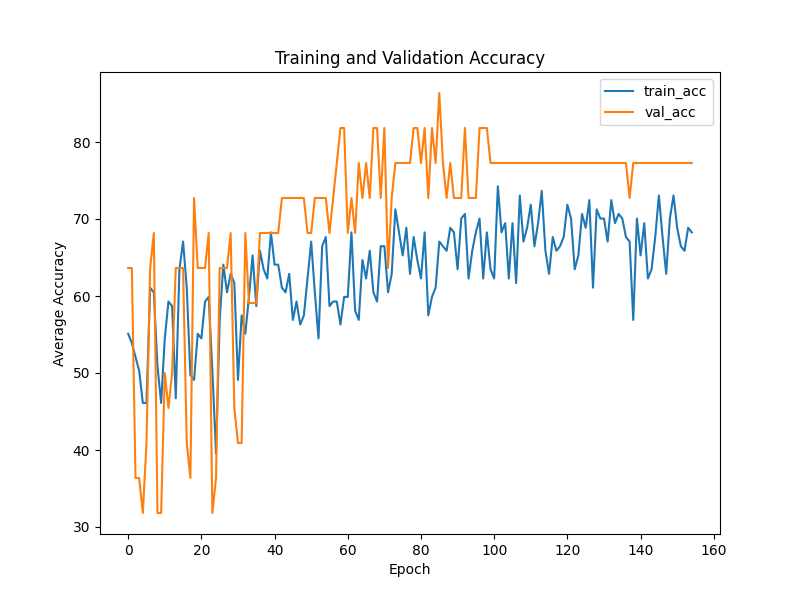 Training and Validation Accuracy
train_acc
val_acc
80
70
60
50
40
30
Average Accuracy
0 20 40 60 80 100 120 140 160
Epoch